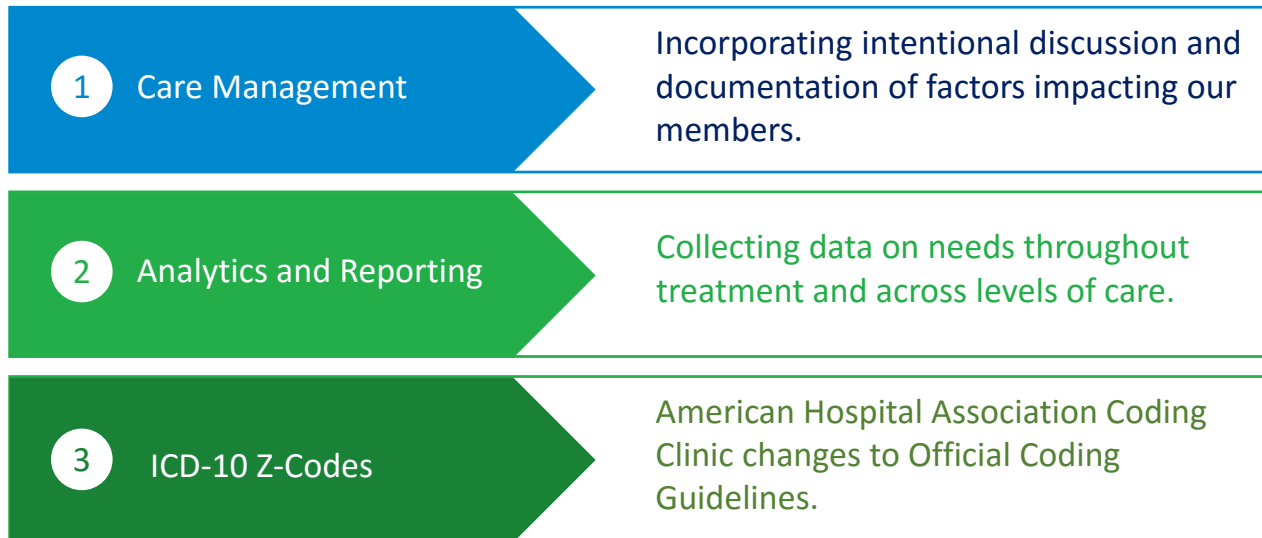 1 Care Management
Incorporating intentional discussion and
documentation of factors impacting our
members.
2 Analytics and Reporting
Collecting data on needs throughout
treatment and across levels of care.
3 ICD-10 Z-Codes
American Hospital Association Coding
Clinic changes to Official Coding
Guidelines.